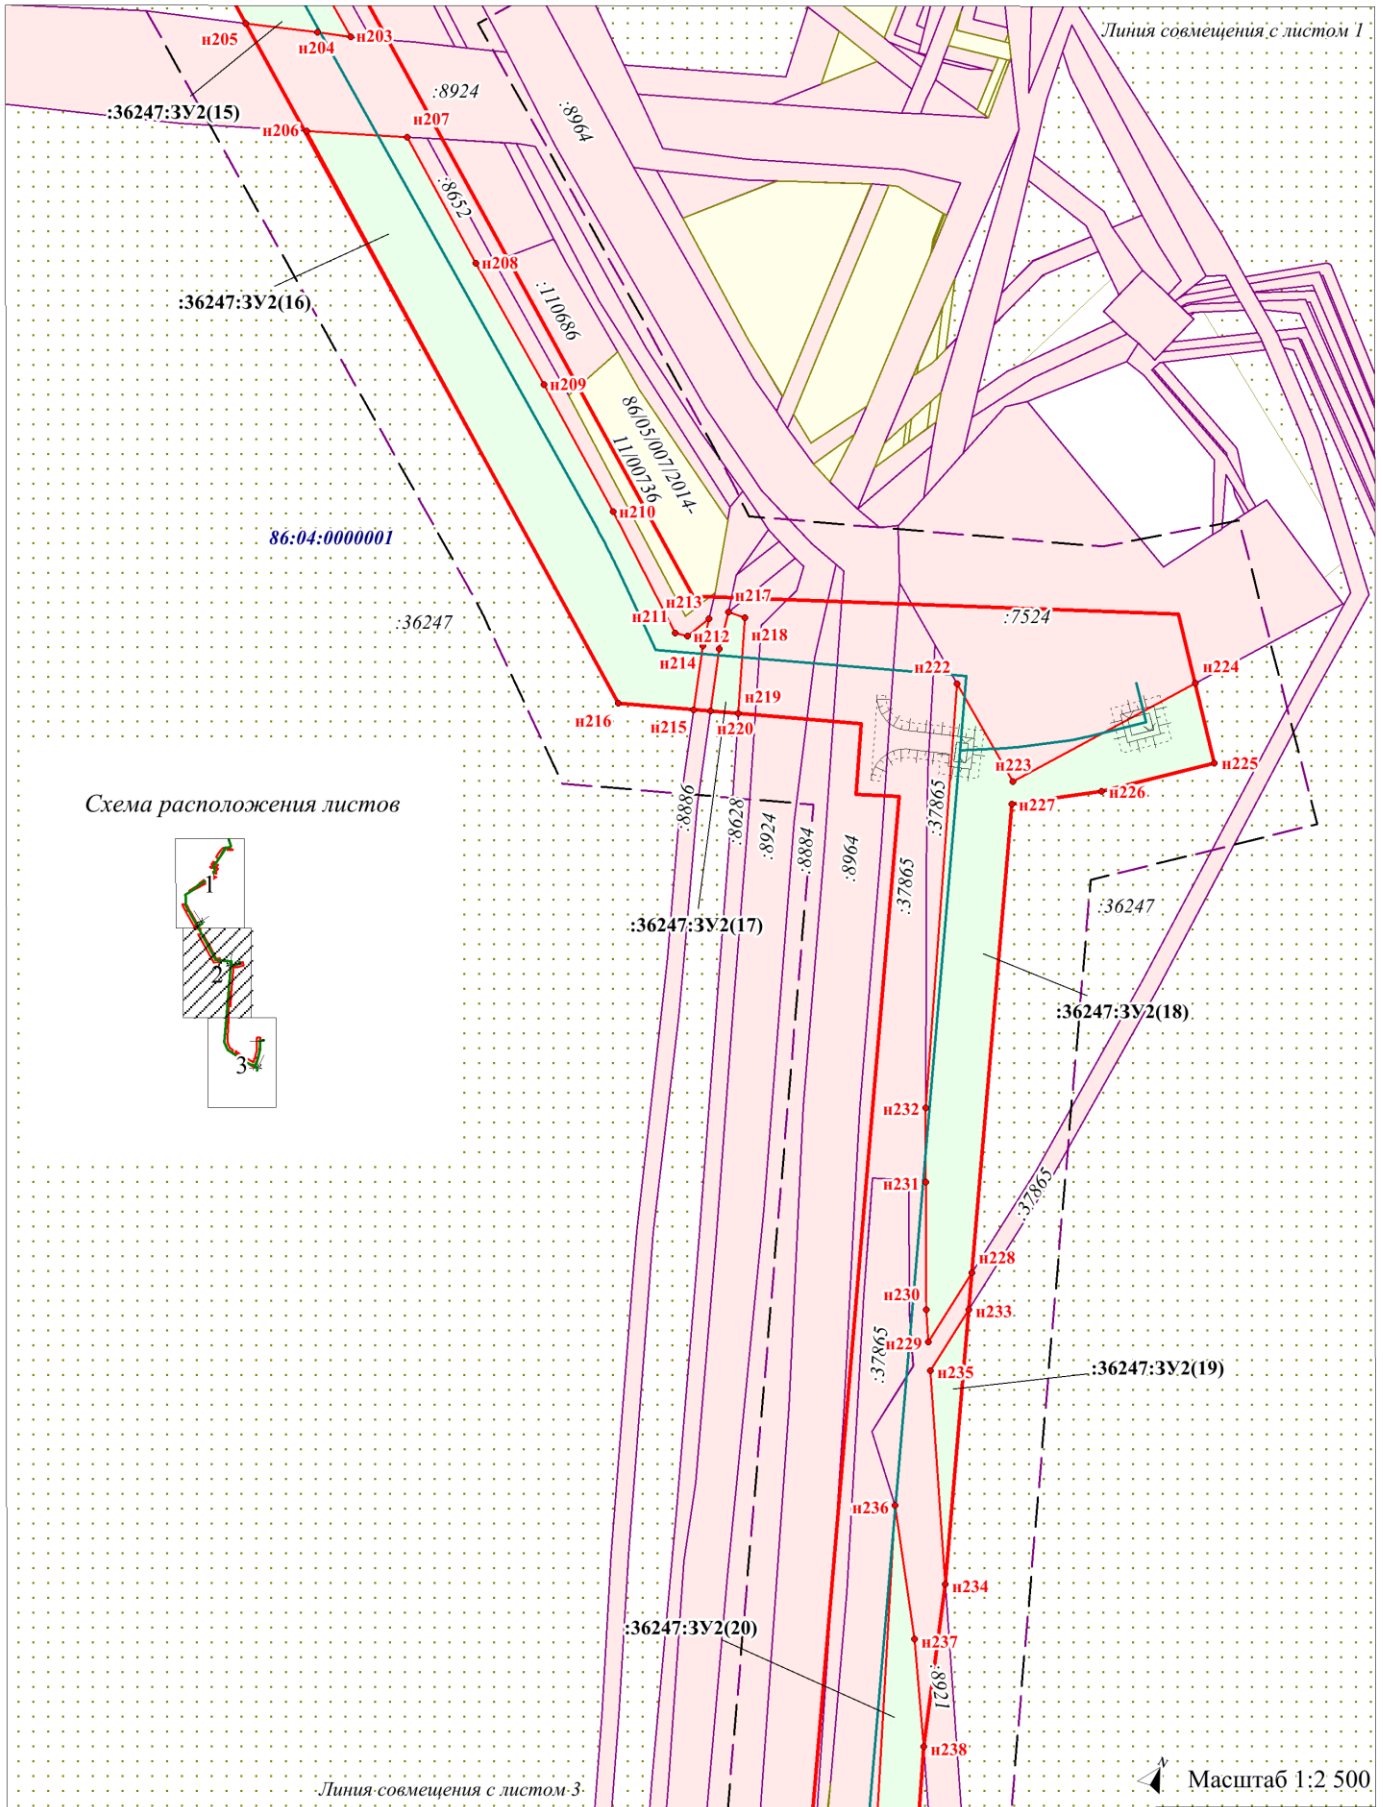 Линия совмещения с листом 1
н205
н204
н203
:8924
:8964
:36247:ЗУ2(15)
н206
н207
:8652
н208
:36247:ЗУ2(16)
:110686
н209
86/05/007/2014-
11/00736
н210
86:04:0000001
:36247
н213
н217
н211
н212
н218
:7524
н214
н222
н224
н216
н215
н219
н220
н223
н225
н226
н227
Схема расположения листов
:8886
:8628
:8924
:8884
:8964
:37865
:37865
1
:36247
:36247:ЗУ2(17)
2
:36247:ЗУ2(18)
3
н232
н231
:37865
н228
н230
н233
н229
:37865
н235
:36247:ЗУ2(19)
н236
н234
:36247:ЗУ2(20)
н237
:8921
н238
N
Линия совмещения с листом 3
Масштаб 1:2 500